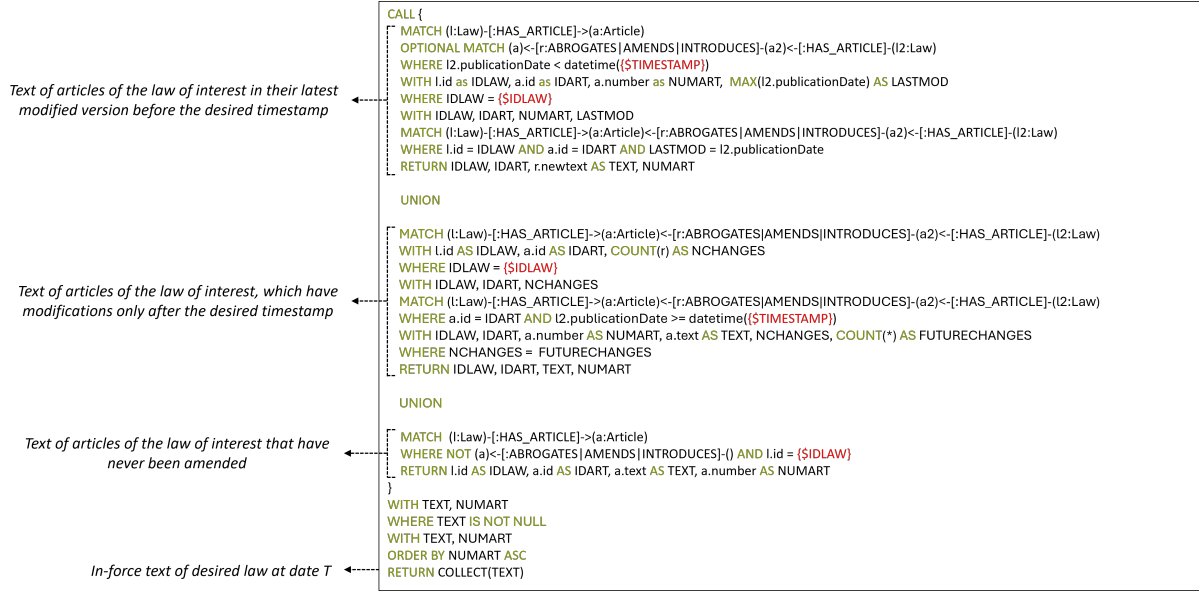 CALL {
Text of articles of the law of interest in their latest
modified version before the desired timestamp
MATCH (l:Law)-[:HAS_ARTICLE]->(a:Article)
OPTIONAL MATCH (a)<-[r:ABROGATES|AMENDS|INTRODUCES]-(a2)<-[:HAS_ARTICLE]-(l2:Law)
WHERE l2.publicationDate < datetime({$TIMESTAMP})
WITH l.id as IDLAW, a.id as IDART, a.number as NUMART, MAX(l2.publicationDate) AS LASTMOD
WHERE IDLAW = {$IDLAW}
WITH IDLAW, IDART, NUMART, LASTMOD
MATCH (l:Law)-[:HAS_ARTICLE]->(a:Article)<-[r:ABROGATES|AMENDS|INTRODUCES]-(a2)<-[:HAS_ARTICLE]-(l2:Law)
WHERE l.id = IDLAW AND a.id = IDART AND LASTMOD = l2.publicationDate
RETURN IDLAW, IDART, r.newtext AS TEXT, NUMART
UNION
Text of articles of the law of interest, which have
modifications only after the desired timestamp
MATCH (l:Law)-[:HAS_ARTICLE]->(a:Article)<-[r:ABROGATES|AMENDS|INTRODUCES]-(a2)<-[:HAS_ARTICLE]-(l2:Law)
WITH l.id AS IDLAW, a.id AS IDART, COUNT(r) AS NCHANGES
WHERE IDLAW = {$IDLAW}
WITH IDLAW, IDART, NCHANGES
MATCH (l:Law)-[:HAS_ARTICLE]->(a:Article)<-[r:ABROGATES|AMENDS|INTRODUCES]-(a2)<-[:HAS_ARTICLE]-(l2:Law)
WHERE a.id = IDART AND l2.publicationDate >= datetime({$TIMESTAMP})
WITH IDLAW, IDART, a.number AS NUMART, a.text AS TEXT, NCHANGES, COUNT(*) AS FUTURECHANGES
WHERE NCHANGES = FUTURECHANGES
RETURN IDLAW, IDART, TEXT, NUMART
UNION
Text of articles of the law of interest that have
never been amended
MATCH (l:Law)-[:HAS_ARTICLE]->(a:Article)
WHERE NOT (a)<-[:ABROGATES|AMENDS|INTRODUCES]-() AND l.id = {$IDLAW}
RETURN l.id AS IDLAW, a.id AS IDART, a.text AS TEXT, a.number AS NUMART
}
WITH TEXT, NUMART
WHERE TEXT IS NOT NULL
WITH TEXT, NUMART
ORDER BY NUMART ASC
In-force text of desired law at date T
RETURN COLLECT(TEXT)